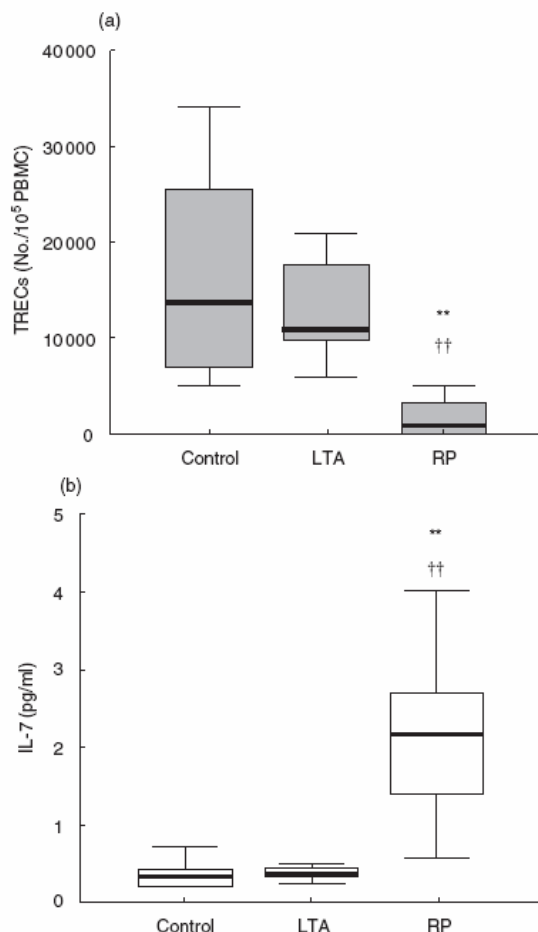 (a)
40 000
30 000
20 000
10 000
0
TRECs (No./10⁵ PBMC)
**
††
Control LTA RP
(b)
5
4
3
2
1
0
IL-7 (pg/ml)
**
††
Control LTA RP